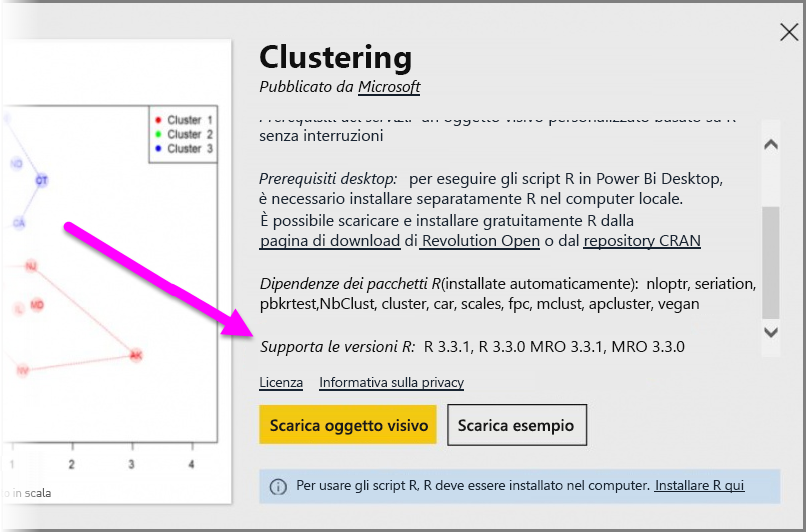 Clustering
Pubblicato da Microsoft
Prerequisiti dei servizi: un oggetto visivo personalizzato basato su R
senza interruzioni
Prerequisiti desktop: per eseguire gli script R in Power Bi Desktop,
è necessario installare separatamente R nel computer locale.
È possibile scaricare e installare gratuitamente R dalla
pagina di download di Revolution Open o dal repository CRAN
Dipendenze dei pacchetti R(installate automaticamente): nloptr, seriation,
pbkrtest,NbClust, cluster, car, scales, fpc, mclust, apcluster, vegan
Supporta le versioni R: R 3.3.1, R 3.3.0 MRO 3.3.1, MRO 3.3.0
Licenza Informativa sulla privacy
Scarica oggetto visivo Scarica esempio
Per usare gli script R, R deve essere installato nel computer. Installare R qui
Cluster 1
Cluster 2
Cluster 3
ND
CT
CA
NJ
IL
MD
AK
NV
1 2 3 4
o in scala